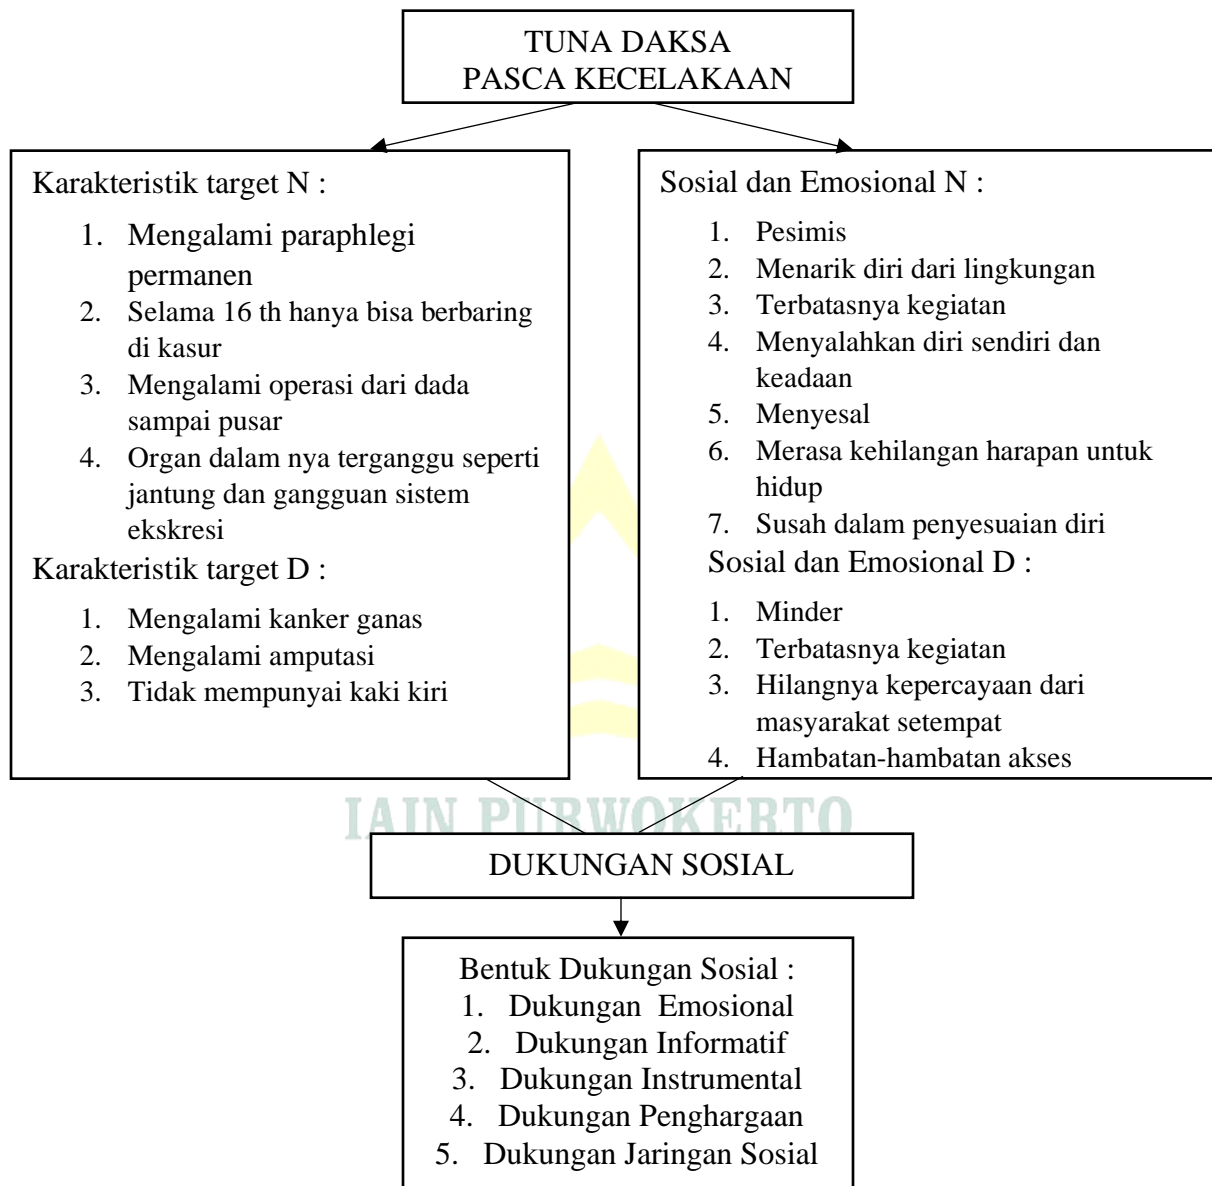 TUNA DAKSA
PASCA KECELAKAAN
Karakteristik target N :
1. Mengalami paraphlegi
permanen
2. Selama 16 th hanya bisa berbaring
di kasur
3. Mengalami operasi dari dada
sampai pusar
4. Organ dalam nya terganggu seperti
jantung dan gangguan sistem
ekskresi
Karakteristik target D :
1. Mengalami kanker ganas
2. Mengalami amputasi
3. Tidak mempunyai kaki kiri
Sosial dan Emosional N :
1. Pesimis
2. Menarik diri dari lingkungan
3. Terbatasnya kegiatan
4. Menyalahkan diri sendiri dan
keadaan
5. Menyesal
6. Merasa kehilangan harapan untuk
hidup
7. Susah dalam penyesuaian diri
Sosial dan Emosional D :
1. Minder
2. Terbatasnya kegiatan
3. Hilangnya kepercayaan dari
masyarakat setempat
4. Hambatan-hambatan akses
IAIN PURWOKERTO
DUKUNGAN SOSIAL
Bentuk Dukungan Sosial :
1. Dukungan Emosional
2. Dukungan Informatif
3. Dukungan Instrumental
4. Dukungan Penghargaan
5. Dukungan Jaringan Sosial